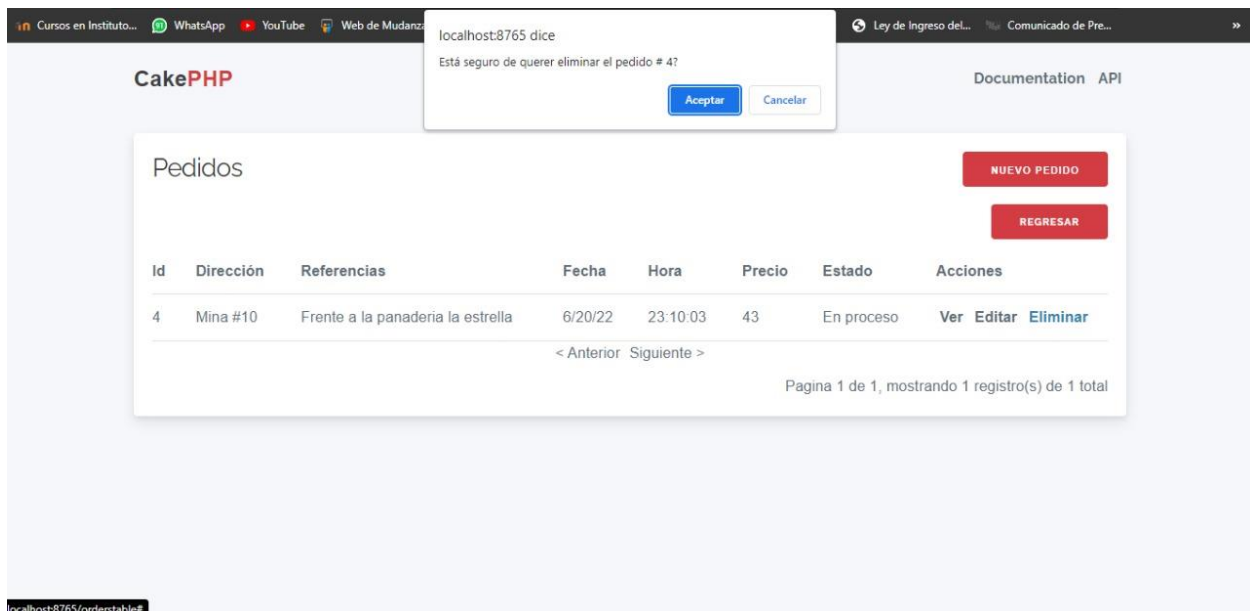 Cursos en Instituto... WhatsApp YouTube Web de Mudanza Ley de Ingreso del... Comunicado de Pre... »
localhost:8765 dice
Está seguro de querer eliminar el pedido # 4?
Aceptar Cancelar
CakePHP Documentation API
Pedidos NUEVO PEDIDO
REGRESAR
Id Dirección Referencias Fecha Hora Precio Estado Acciones
4 Mina #10 Frente a la panaderia la estrella 6/20/22 23:10:03 43 En proceso Ver Editar Eliminar
< Anterior Siguiente >
Pagina 1 de 1, mostrando 1 registro(s) de 1 total
localhost:8765/orderstable#